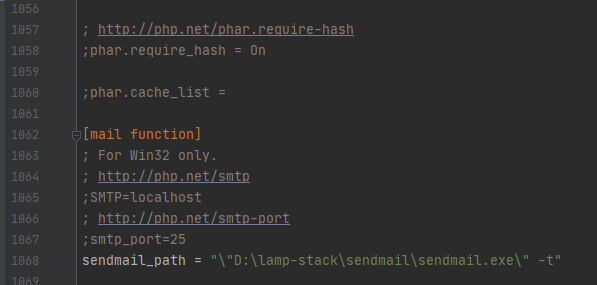 1056
1057 ; http://php.net/phar.require-hash
1058 ;phar.require_hash = On
1059
1060 ;phar.cache_list =
1061
1062 [mail function]
1063 ; For Win32 only.
1064 ; http://php.net/smtp
1065 ;SMTP=localhost
1066 ; http://php.net/smtp-port
1067 ;smtp_port=25
1068 sendmail_path = "\"D:\lamp-stack\sendmail\sendmail.exe\" -t"
1069